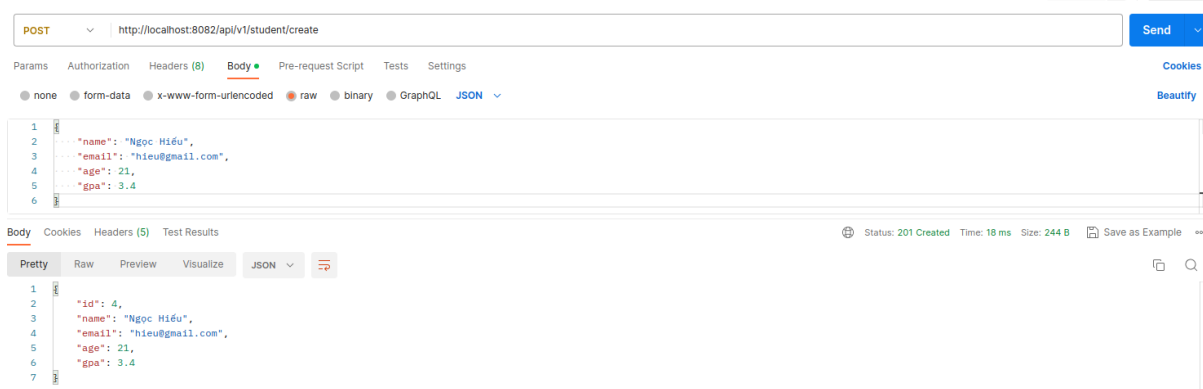 POST http://localhost:8082/api/v1/student/create Send
Params Authorization Headers (8) Body Pre-request Script Tests Settings Cookies
none form-data x-www-form-urlencoded raw binary GraphQL JSON Beautify
1 {
2 "name": "Ngọc Hiếu",
3 "email": "hieu@gmail.com",
4 "age": 21,
5 "gpa": 3.4
6 }
Body Cookies Headers (5) Test Results Status: 201 Created Time: 18 ms Size: 244 B Save as Example
Pretty Raw Preview Visualize JSON
1 {
2 "id": 4,
3 "name": "Ngọc Hiếu",
4 "email": "hieu@gmail.com",
5 "age": 21,
6 "gpa": 3.4
7 }